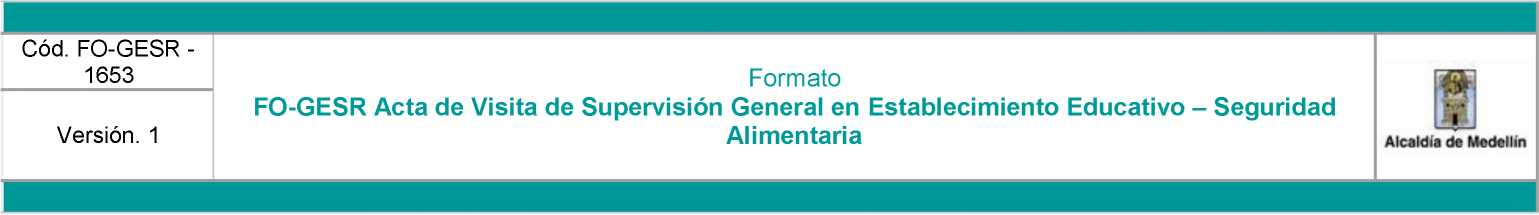 Cód. FO-GESR -
1653
Versión. 1
Formato
FO-GESR Acta de Visita de Supervisión General en Establecimiento Educativo – Seguridad
Alimentaria
Alcaldía de Medellín